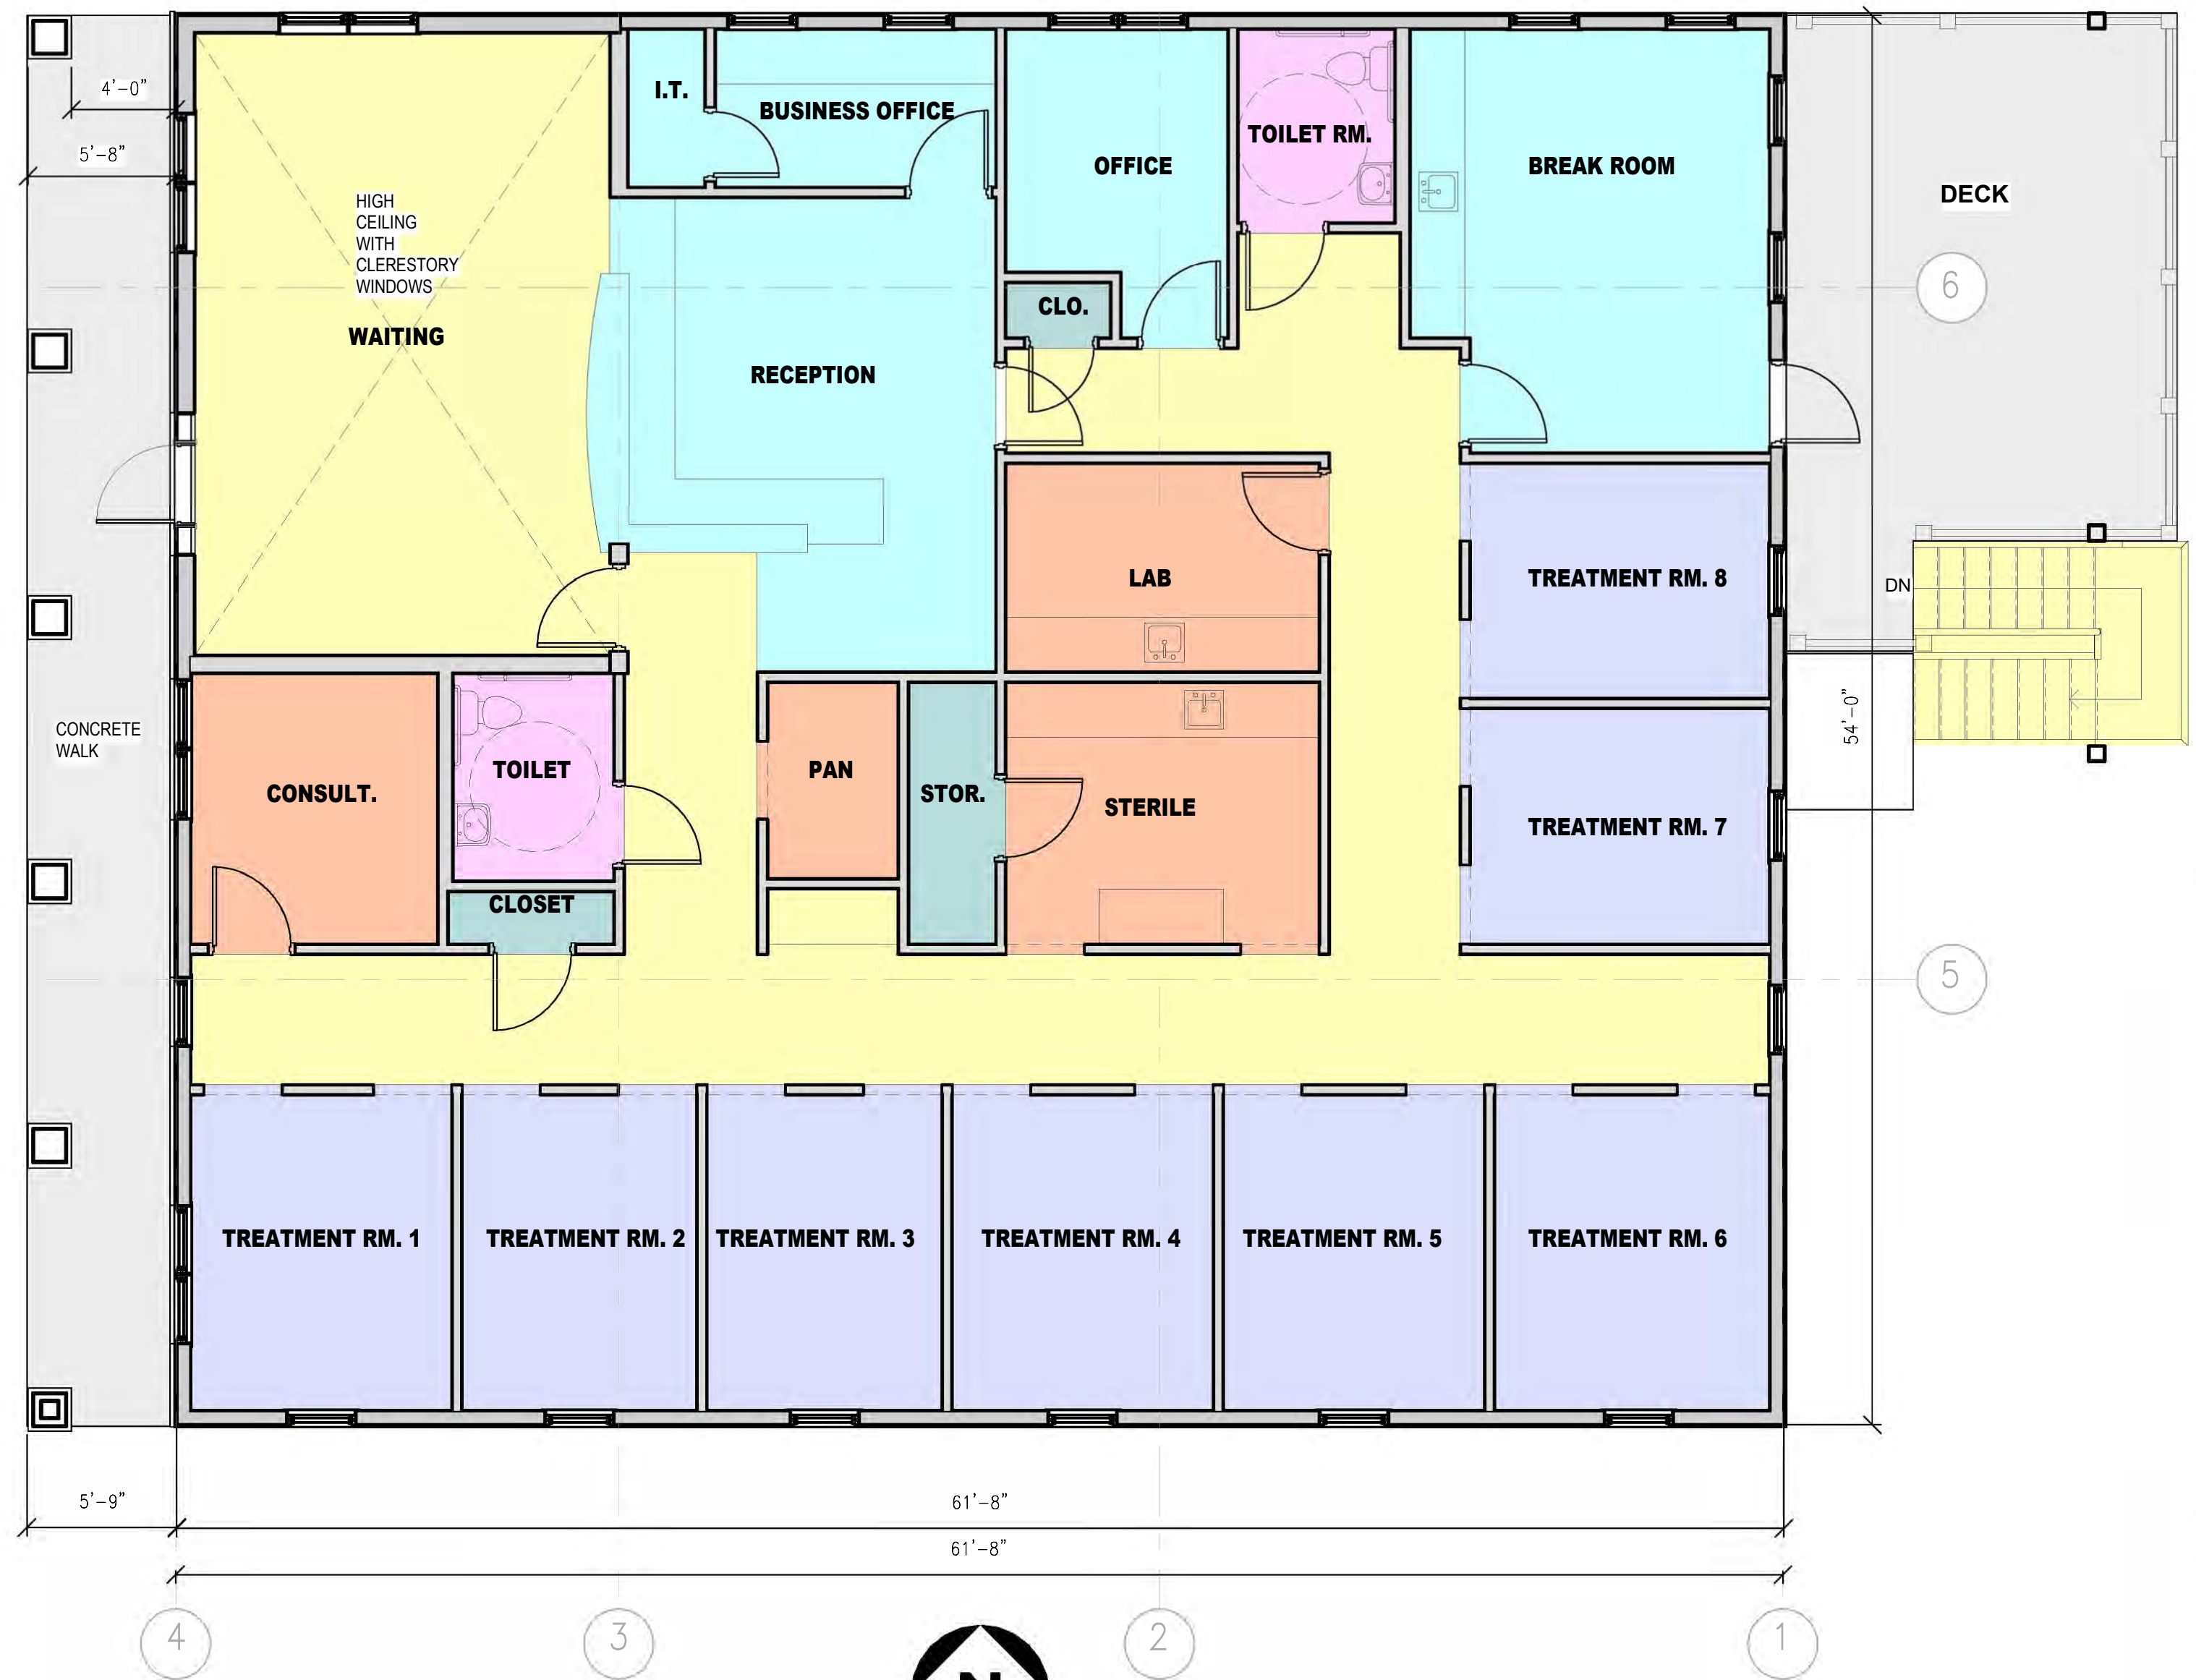 4'-0"
5'-8"
I.T.
BUSINESS OFFICE
OFFICE
TOILET RM.
BREAK ROOM
DECK
HIGH
CEILING
WITH
CLERESTORY
WINDOWS
WAITING
CLO.
RECEPTION
6
LAB
TREATMENT RM. 8
DN
54'-0"
CONCRETE
WALK
CONSULT.
TOILET
PAN
STOR.
STERILE
TREATMENT RM. 7
CLOSET
5
TREATMENT RM. 1
TREATMENT RM. 2
TREATMENT RM. 3
TREATMENT RM. 4
TREATMENT RM. 5
TREATMENT RM. 6
5'-9"
61'-8"
61'-8"
4
3
2
1
N